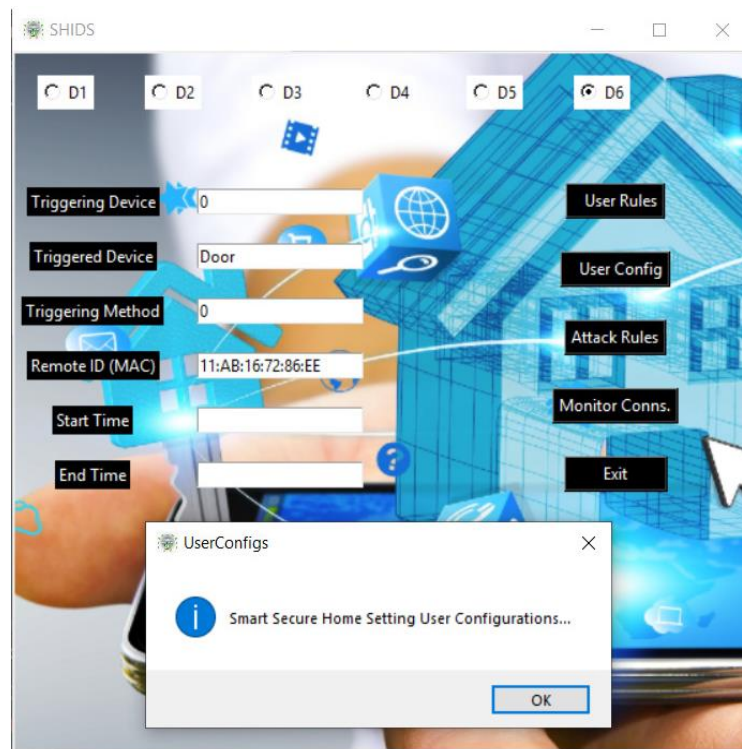 SHIDS
D1 D2 D3 D4 D5 D6
Triggering Device 0 User Rules
Triggered Device Door User Config
Triggering Method 0 Attack Rules
Remote ID (MAC) 11:AB:16:72:86:EE
Start Time Monitor Conns.
End Time Exit
UserConfigs
Smart Secure Home Setting User Configurations...
OK